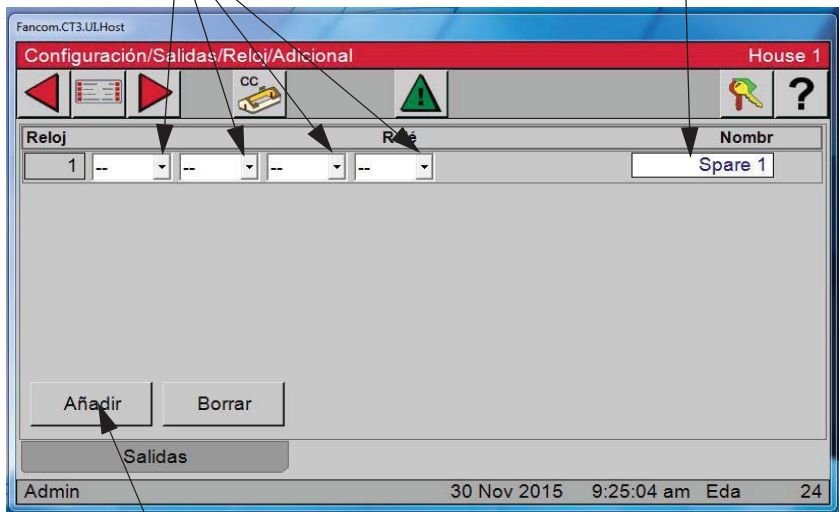 Fancom.CT3.UI.Host
Configuración/Salidas/Reloj/Adicional House 1
CC
?
Reloj Relé Nombr
1 -- -- -- -- Spare 1
Añadir Borrar
Salidas
Admin 30 Nov 2015 9:25:04 am Eda 24